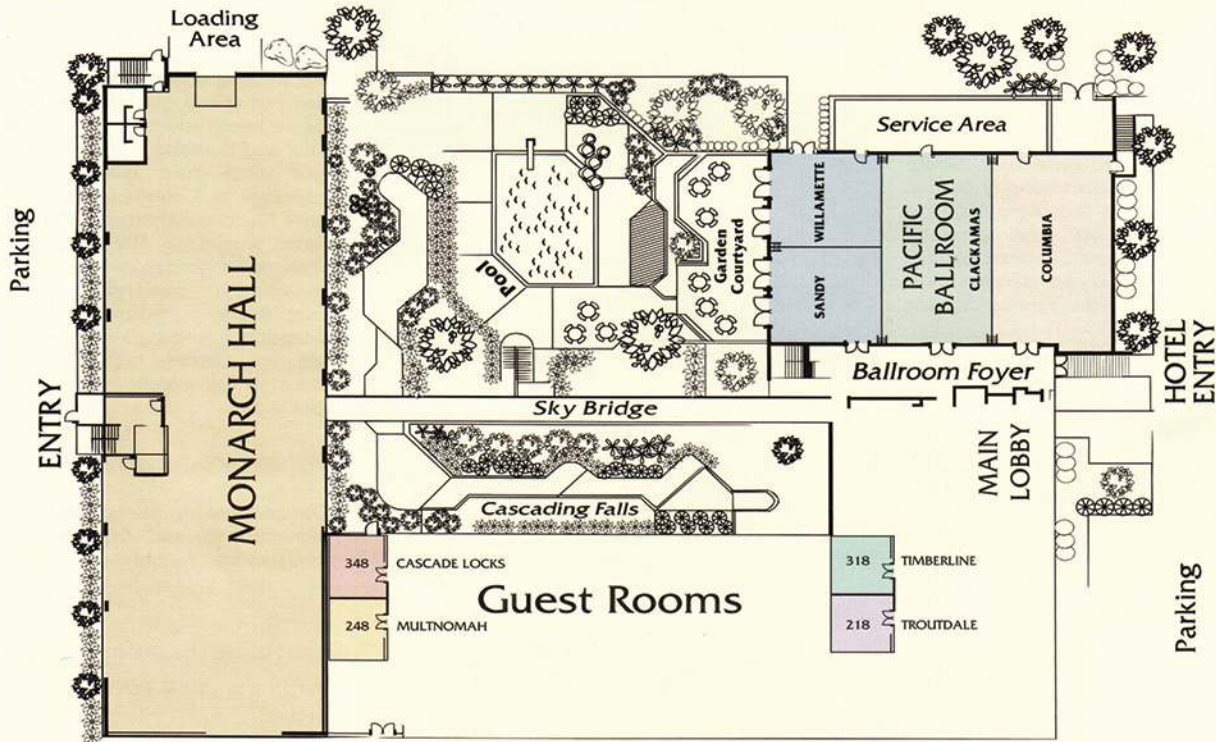 Loading
Area
Service Area
Parking
MONARCH HALL
Pool
Garden
Courtyard
WILLAMETTE
SANDY
PACIFIC
BALLROOM
CLACKAMAS
COLUMBIA
ENTRY
Sky Bridge
Ballroom Foyer
HOTEL
ENTRY
MAIN
LOBBY
Cascading Falls
348 CASCADE LOCKS
318 TIMBERLINE
Guest Rooms
248 MULTNOMAH
218 TROUTDALE
Parking